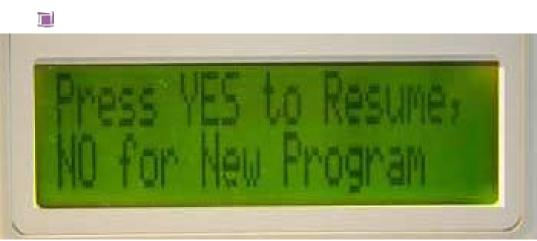 Press YES to Resume,
NO for New Program